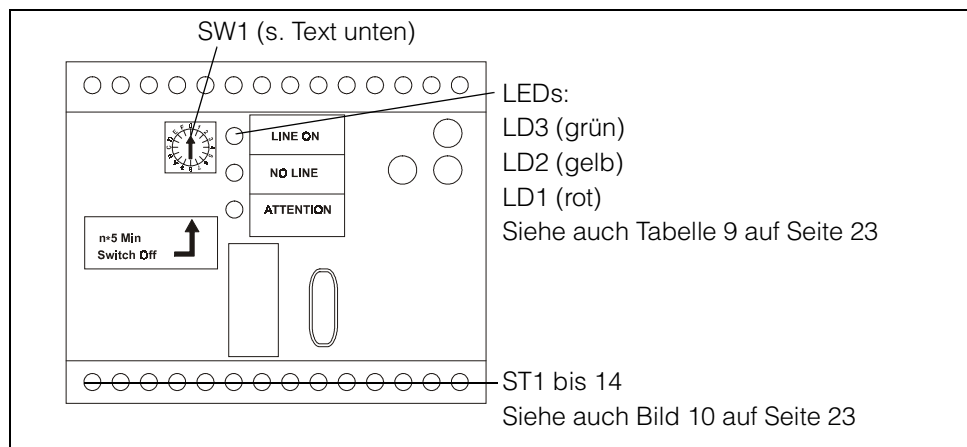 SW1 (s. Text unten)
LEDs:
LD3 (grün)
LD2 (gelb)
LD1 (rot)
Siehe auch Tabelle 9 auf Seite 23
LINE ON
NO LINE
ATTENTION
n*5 Min
Switch Off
ST1 bis 14
Siehe auch Bild 10 auf Seite 23